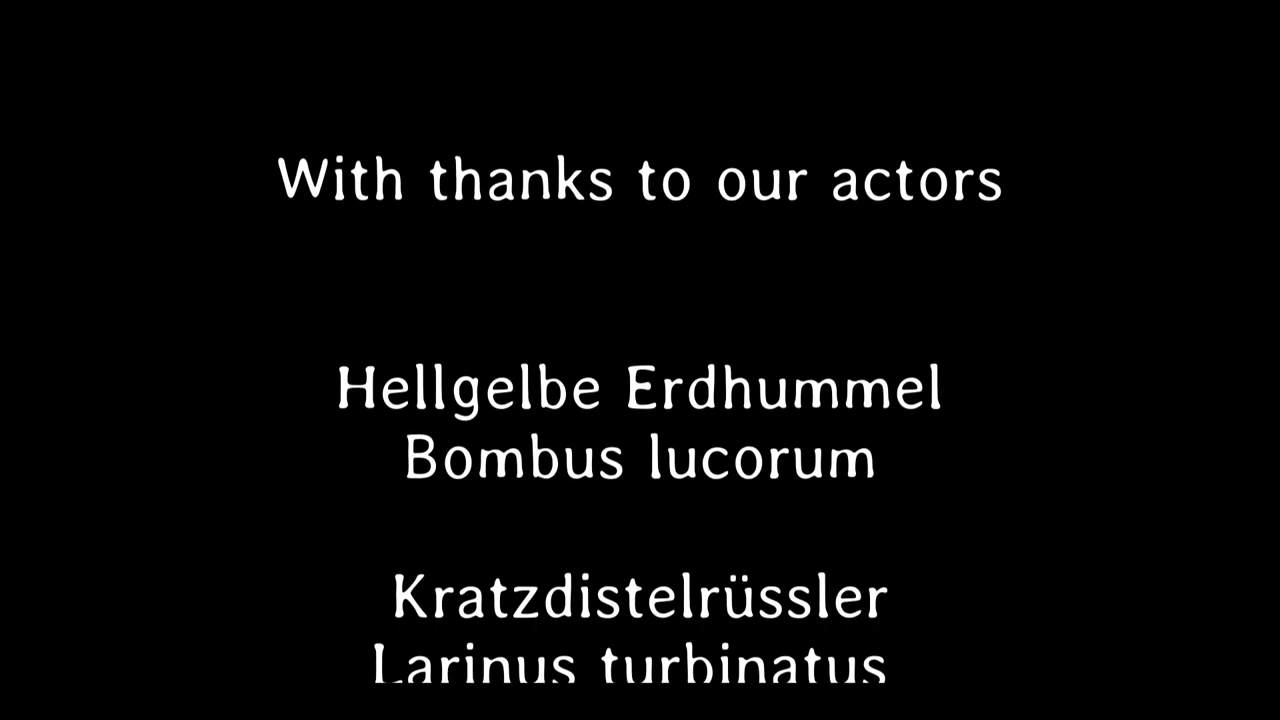 With thanks to our actors
Hellgelbe Erdhummel
Bombus lucorum
Kratzdistelrüssler
Larinus turbinatus